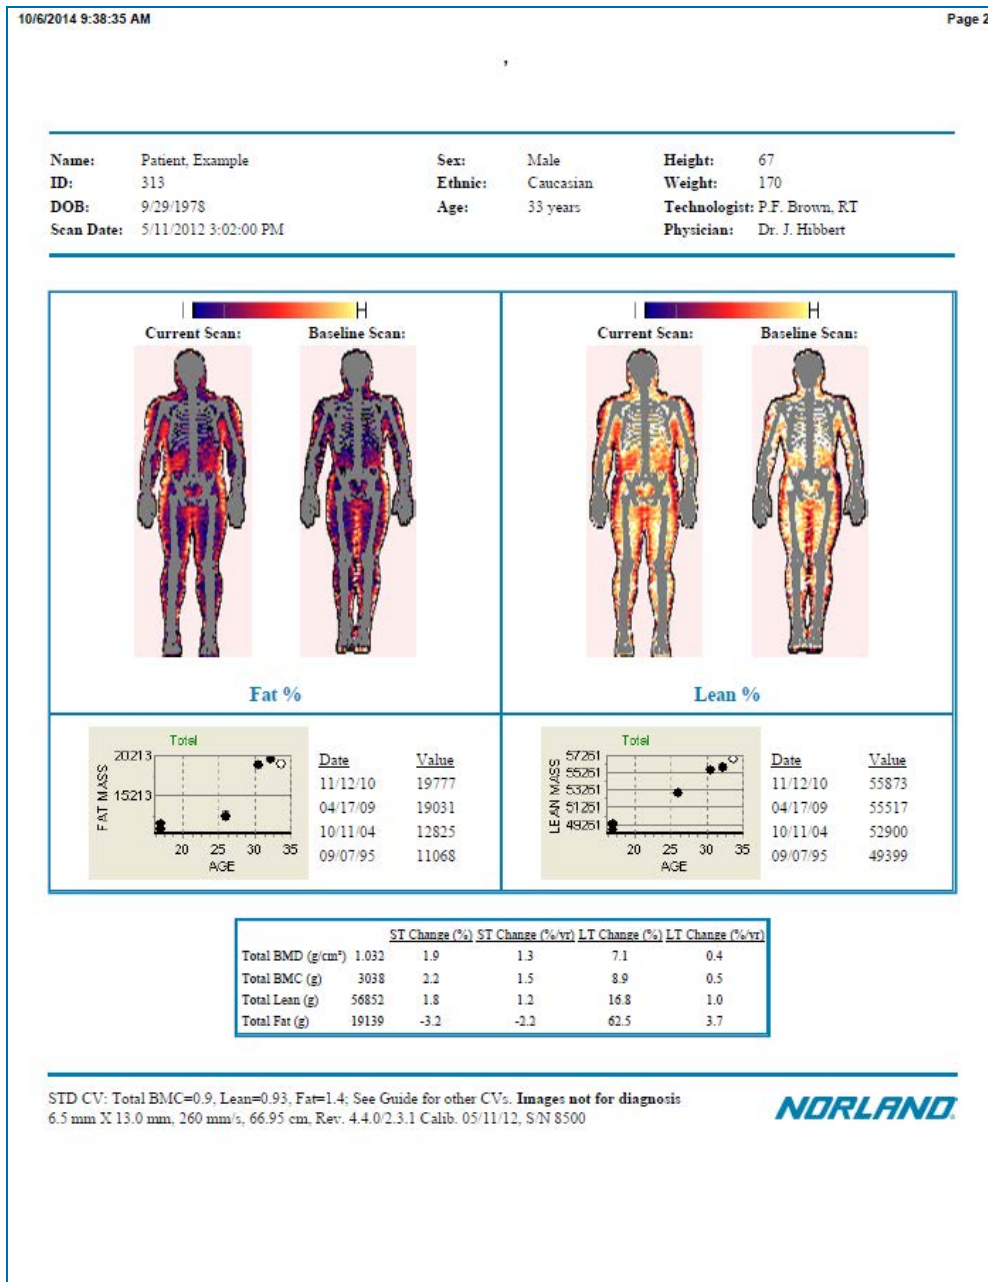 10/6/2014 9:38:35 AM Page 2
,
Name: Patient, Example Sex: Male Height: 67
ID: 313 Ethnic: Caucasian Weight: 170
DOB: 9/29/1978 Age: 33 years Technologist: P.F. Brown, RT
Scan Date: 5/11/2012 3:02:00 PM Physician: Dr. J. Hibbert
L H
Current Scan: Baseline Scan:
Fat %
L H
Current Scan: Baseline Scan:
Lean %
Total
20213
15213
FAT MASS
20 25 30 35
AGE
Date Value
11/12/10 19777
04/17/09 19031
10/11/04 12825
09/07/95 11068
Total
57261
55261
53261
51261
49261
LEAN MASS
20 25 30 35
AGE
Date Value
11/12/10 55873
04/17/09 55517
10/11/04 52900
09/07/95 49399
ST Change (%) ST Change (%/yr) LT Change (%) LT Change (%/yr)
Total BMD (g/cm²) 1.032 1.9 1.3 7.1 0.4
Total BMC (g) 3038 2.2 1.5 8.9 0.5
Total Lean (g) 56852 1.8 1.2 16.8 1.0
Total Fat (g) 19139 -3.2 -2.2 62.5 3.7
STD CV: Total BMC=0.9, Lean=0.93, Fat=1.4; See Guide for other CVs. Images not for diagnosis
6.5 mm X 13.0 mm, 260 mm/s, 66.95 cm, Rev. 4.4.0/2.3.1 Calib. 05/11/12, S/N 8500
NORLAND